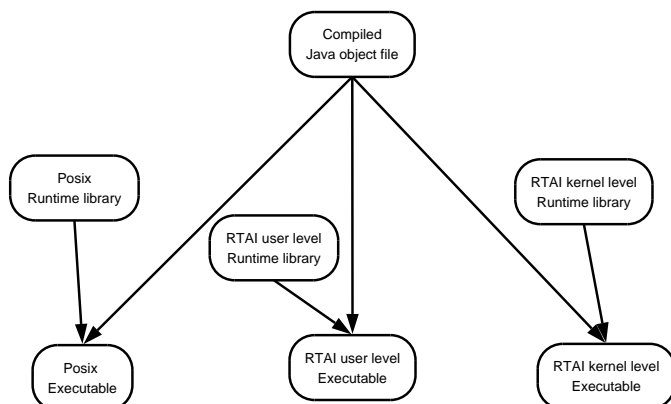 Compiled
Java object file
Posix
Runtime library
RTAI user level
Runtime library
RTAI kernel level
Runtime library
Posix
Executable
RTAI user level
Executable
RTAI kernel level
Executable